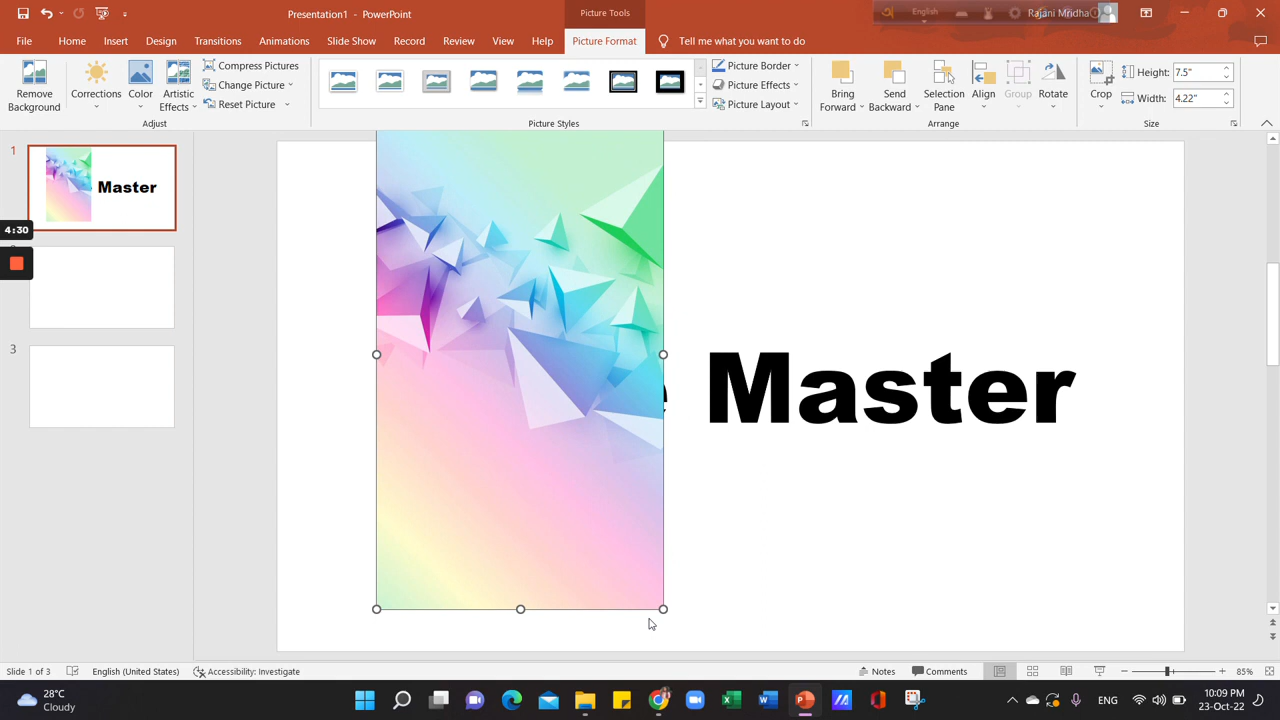 Presentation1 - PowerPoint
Picture Tools
English
Rajani Mridha
File Home Insert Design Transitions Animations Slide Show Record Review View Help Picture Format Tell me what you want to do
Remove Background
Corrections
Color
Artistic Effects
Compress Pictures
Change Picture
Reset Picture
Adjust
Picture Styles
Picture Border
Picture Effects
Picture Layout
Bring Forward
Send Backward
Selection Pane
Align
Group
Rotate
Arrange
Crop
Height: 7.5"
Width: 4.22"
Size
1
Master
4:30
3
Master
Slide 1 of 3
English (United States)
Accessibility: Investigate
Notes
Comments
85%
28°C
Cloudy
ENG
10:09 PM
23-Oct-22